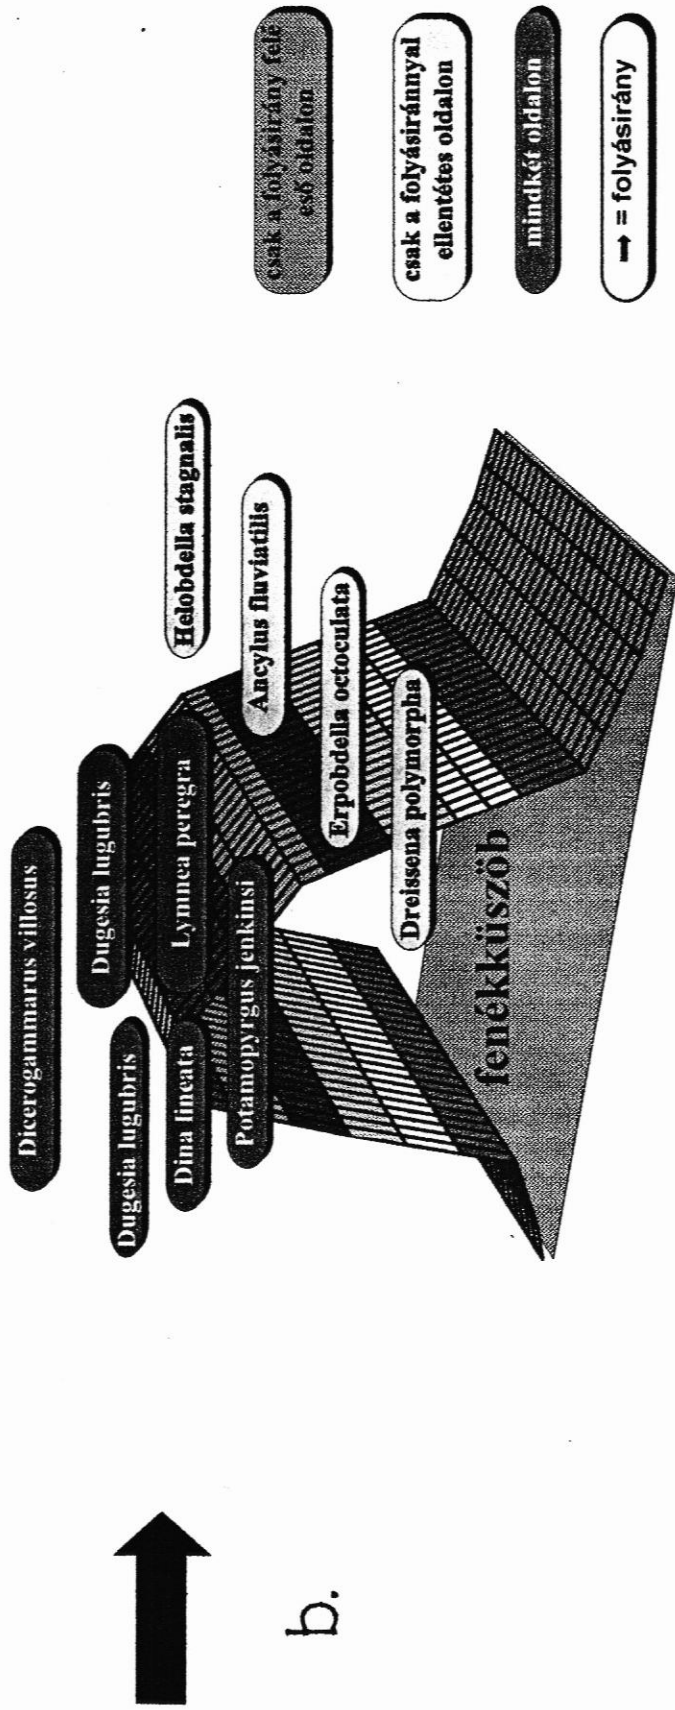 Dicerogammarus villosus
Dugesia lugubris
Dugesia lugubris
Dina lineata
Lymnea peregra
Potamopyrgus jenkinsi
Helobdella stagnalis
Ancylus fluviatilis
Erpobdella octoculata
Dreissena polymorpha
fenékküszöb
b.
csak a folyásirány felé
eső oldalon
csak a folyásiránnyal
ellentétes oldalon
mindkét oldalon
→ = folyásirány